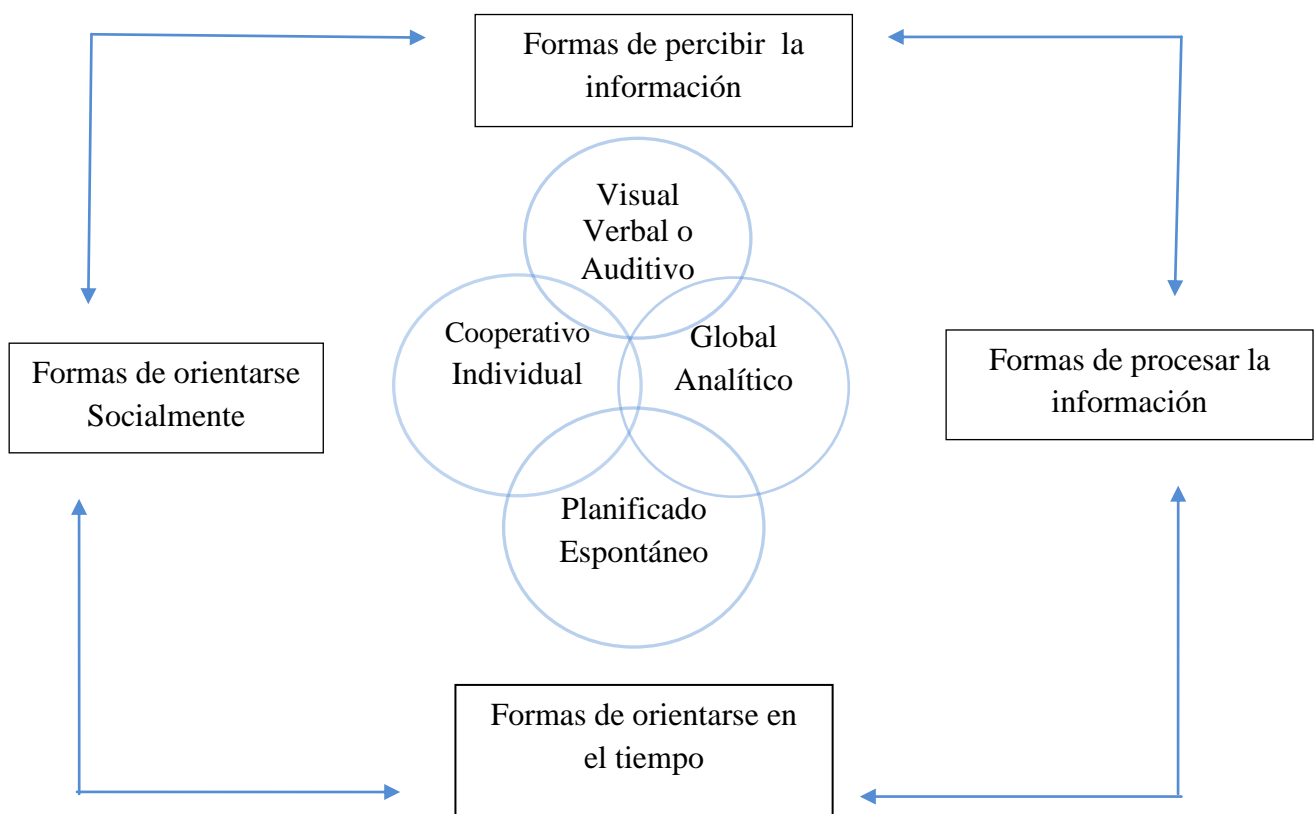 Formas de percibir la
información
Visual
Verbal o
Auditivo
Cooperativo
Individual
Global
Analítico
Formas de orientarse
Socialmente
Formas de procesar la
información
Planificado
Espontáneo
Formas de orientarse en
el tiempo